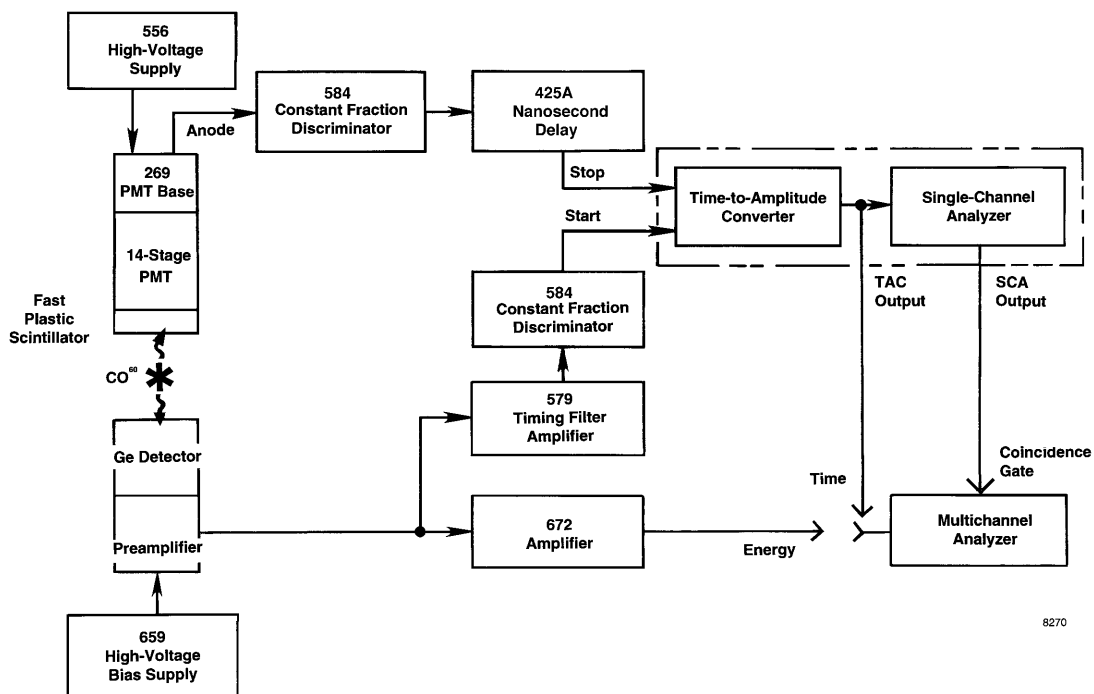 556
High-Voltage
Supply
584
Constant Fraction
Discriminator
425A
Nanosecond
Delay
Anode
269
PMT Base
14-Stage
PMT
Fast
Plastic
Scintillator
CO60
Ge Detector
Preamplifier
659
High-Voltage
Bias Supply
Stop
Start
Time-to-Amplitude
Converter
Single-Channel
Analyzer
584
Constant Fraction
Discriminator
TAC
Output
SCA
Output
579
Timing Filter
Amplifier
672
Amplifier
Energy
Time
Coincidence
Gate
Multichannel
Analyzer
8270